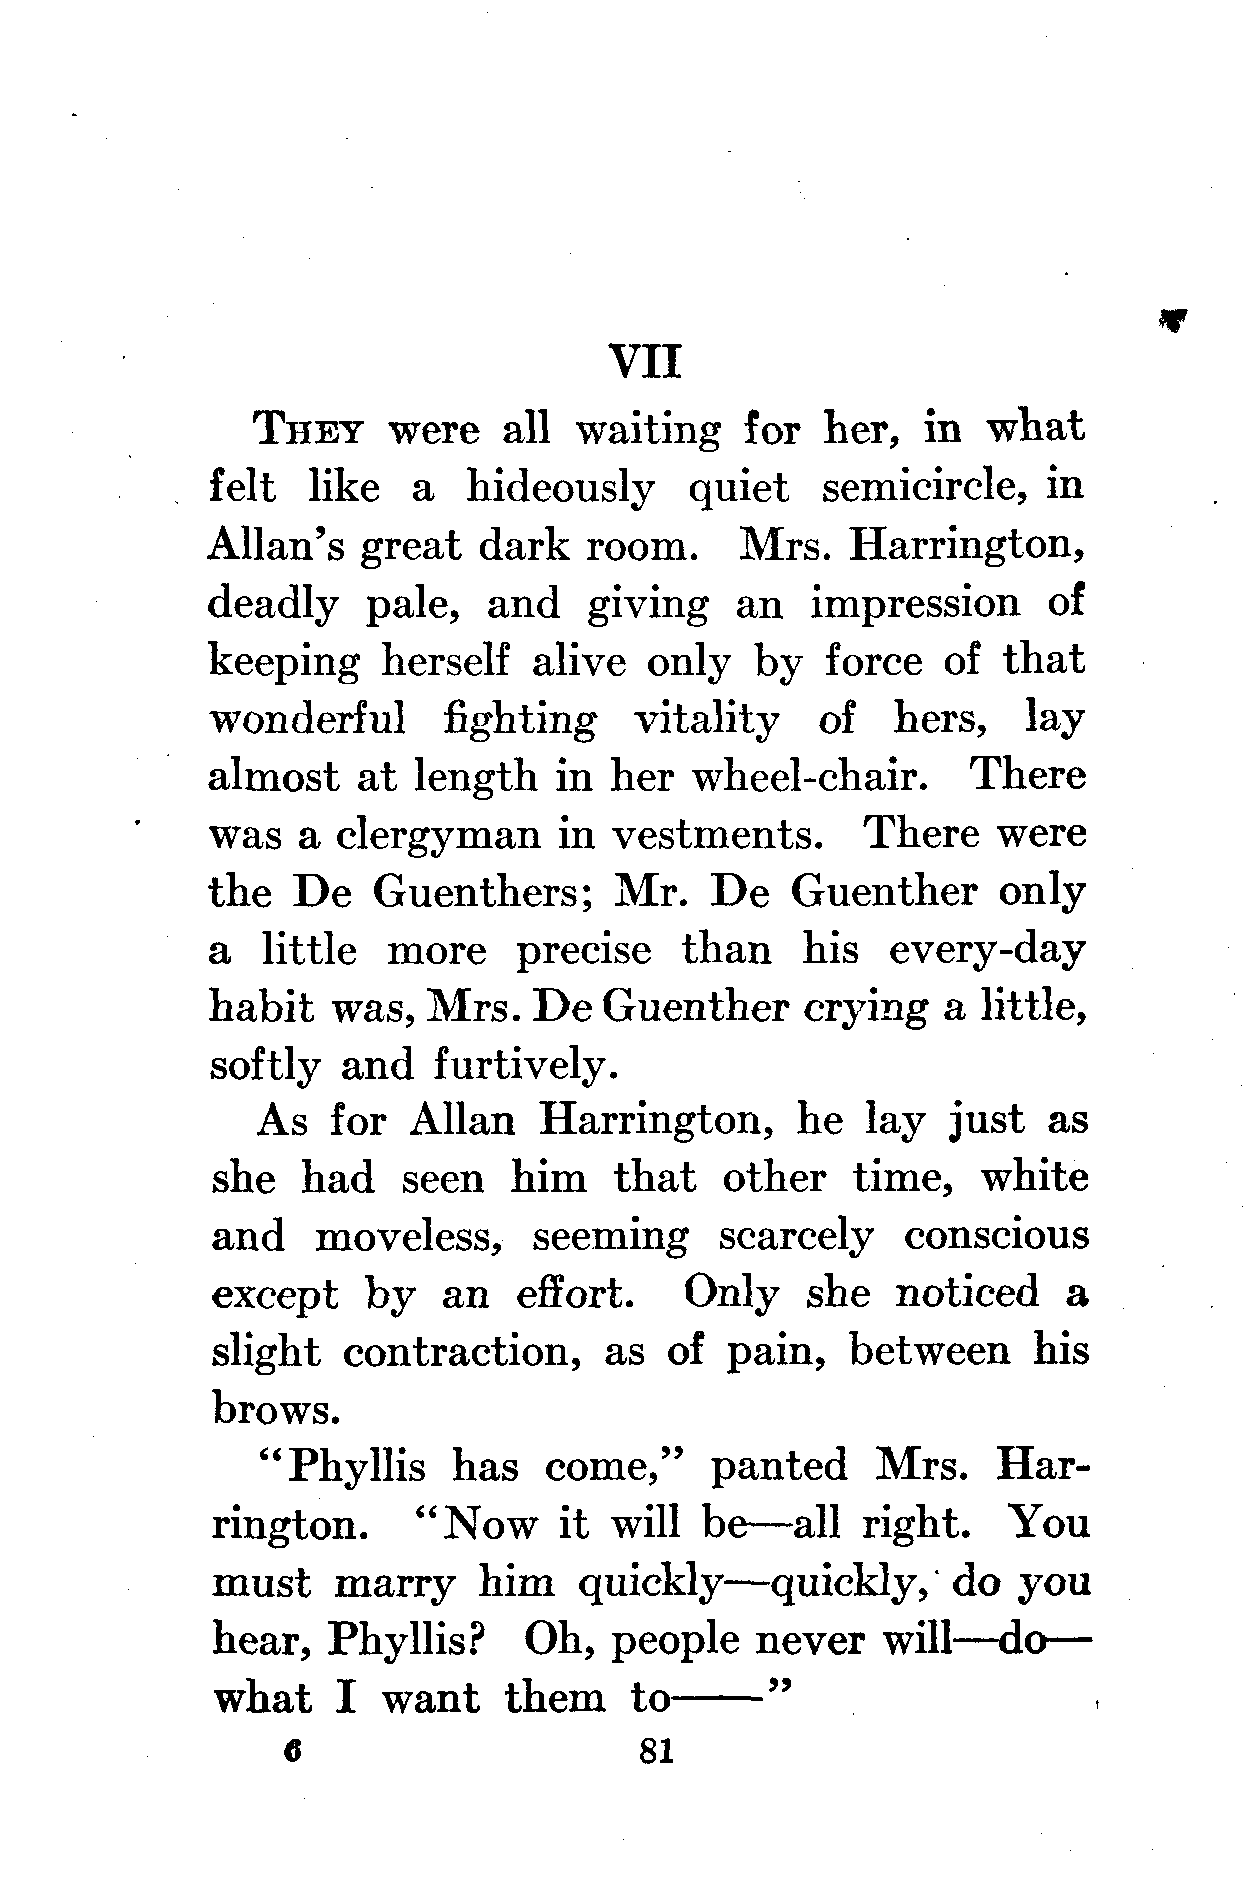 VII
THEY were all waiting for her, in what
felt like a hideously quiet semicircle, in
Allan's great dark room. Mrs. Harrington,
deadly pale, and giving an impression of
keeping herself alive only by force of that
wonderful fighting vitality of hers, lay
almost at length in her wheel-chair. There
was a clergyman in vestments. There were
the De Guenthers; Mr. De Guenther only
a little more precise than his every-day
habit was, Mrs. De Guenther crying a little,
softly and furtively.
As for Allan Harrington, he lay just as
she had seen him that other time, white
and moveless, seeming scarcely conscious
except by an effort. Only she noticed a
slight contraction, as of pain, between his
brows.
“Phyllis has come,” panted Mrs. Har-
rington. “Now it will be—all right. You
must marry him quickly—quickly, do you
hear, Phyllis? Oh, people never will—do—
what I want them to——”
6 81